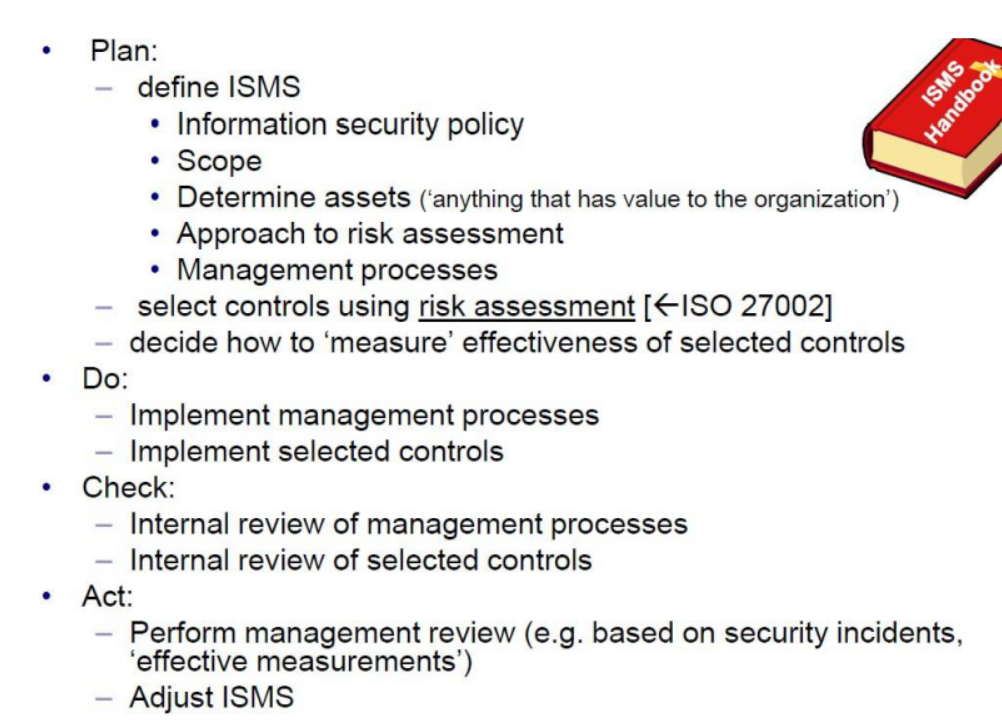 • Plan:
– define ISMS
• Information security policy
• Scope
• Determine assets (‘anything that has value to the organization’)
• Approach to risk assessment
• Management processes
– select controls using risk assessment [←ISO 27002]
– decide how to ‘measure’ effectiveness of selected controls
• Do:
– Implement management processes
– Implement selected controls
• Check:
– Internal review of management processes
– Internal review of selected controls
• Act:
– Perform management review (e.g. based on security incidents,
‘effective measurements’)
– Adjust ISMS
ISMS
Handbook